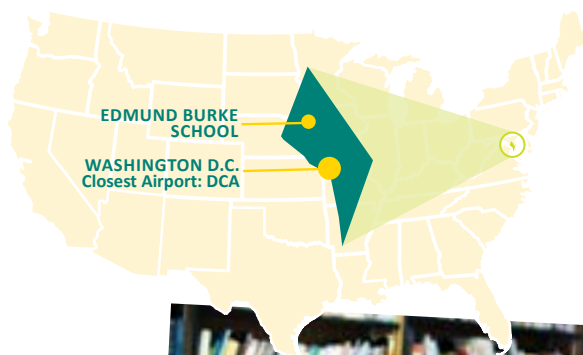 EDMUND BURKE
SCHOOL
WASHINGTON D.C.
Closest Airport: DCA